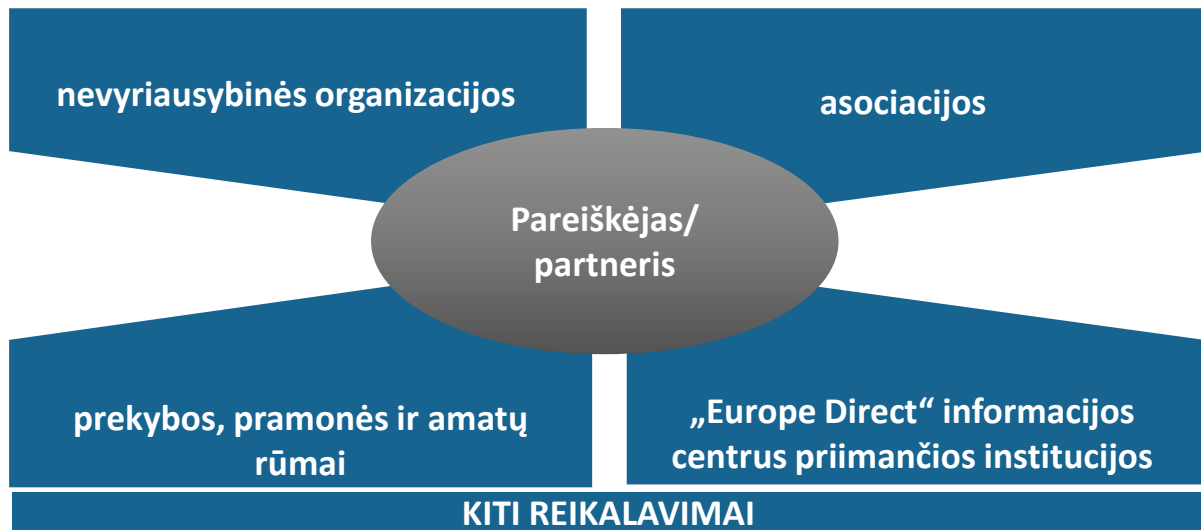 nevyriausybinės organizacijos
asociacijos
Pareiškėjas/
partneris
prekybos, pramonės ir amatų
rūmai
„Europe Direct“ informacijos
centrus priimančios institucijos
KITI REIKALAVIMAI